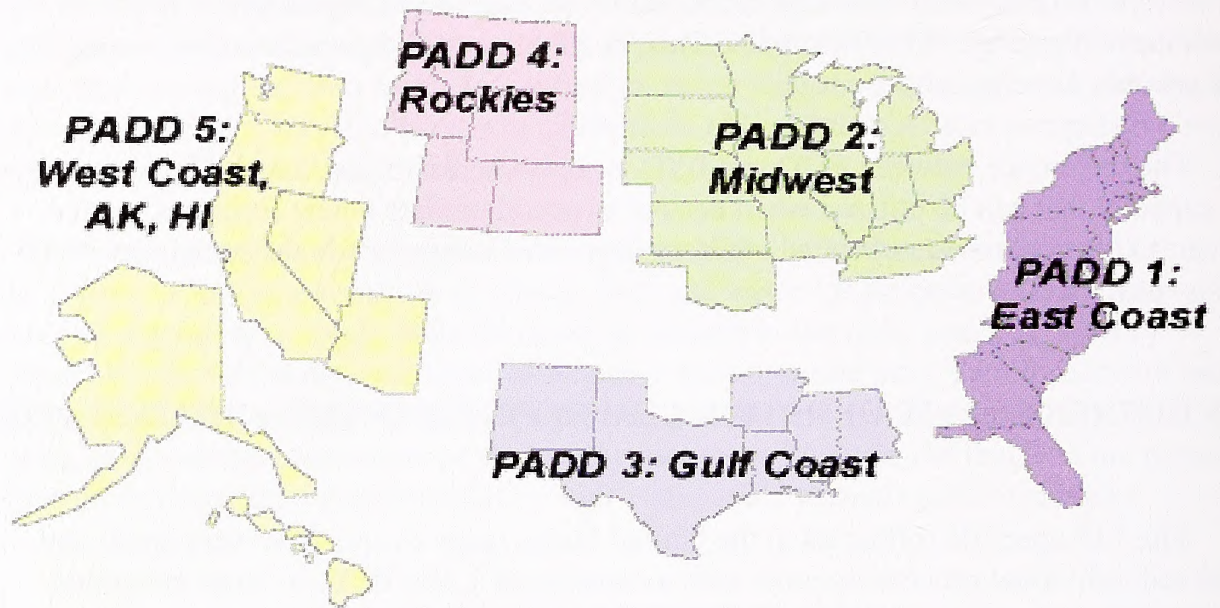 PADD 4:
Rockies
PADD 5:
West Coast,
AK, HI
PADD 2:
Midwest
PADD 1:
East Coast
PADD 3: Gulf Coast